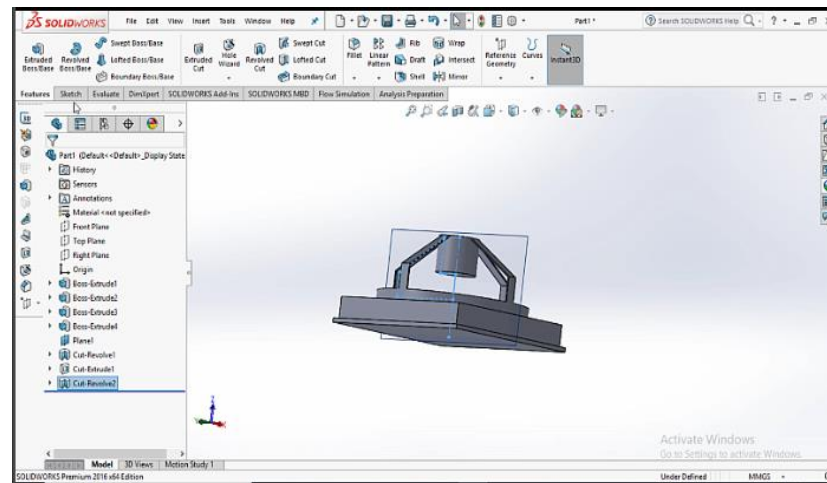 SOLIDWORKS File Edit View Insert Tools Window Help Part1 * Search SOLIDWORKS Help
Extruded Boss/Base
Revolved Boss/Base
Swept Boss/Base
Lofted Boss/Base
Boundary Boss/Base
Extruded Cut
Hole Wizard
Revolved Cut
Swept Cut
Lofted Cut
Boundary Cut
Fillet
Linear Pattern
Rib
Draft
Shell
Wrap
Intersect
Mirror
Reference Geometry
Curves
Instant3D
Features Sketch Evaluate DimXpert SOLIDWORKS Add-Ins SOLIDWORKS MBD Flow Simulation Analysis Preparation
Part1 (Default<<Default>_Display State
History
Sensors
Annotations
Material <not specified>
Front Plane
Top Plane
Right Plane
Origin
Boss-Extrude1
Boss-Extrude2
Boss-Extrude3
Boss-Extrude4
Plane1
Cut-Revolve1
Cut-Extrude1
Cut-Revolve2
Activate Windows
Go to Settings to activate Windows.
Model 3D Views Motion Study 1
SOLIDWORKS Premium 2016 x64 Edition Under Defined MMGS